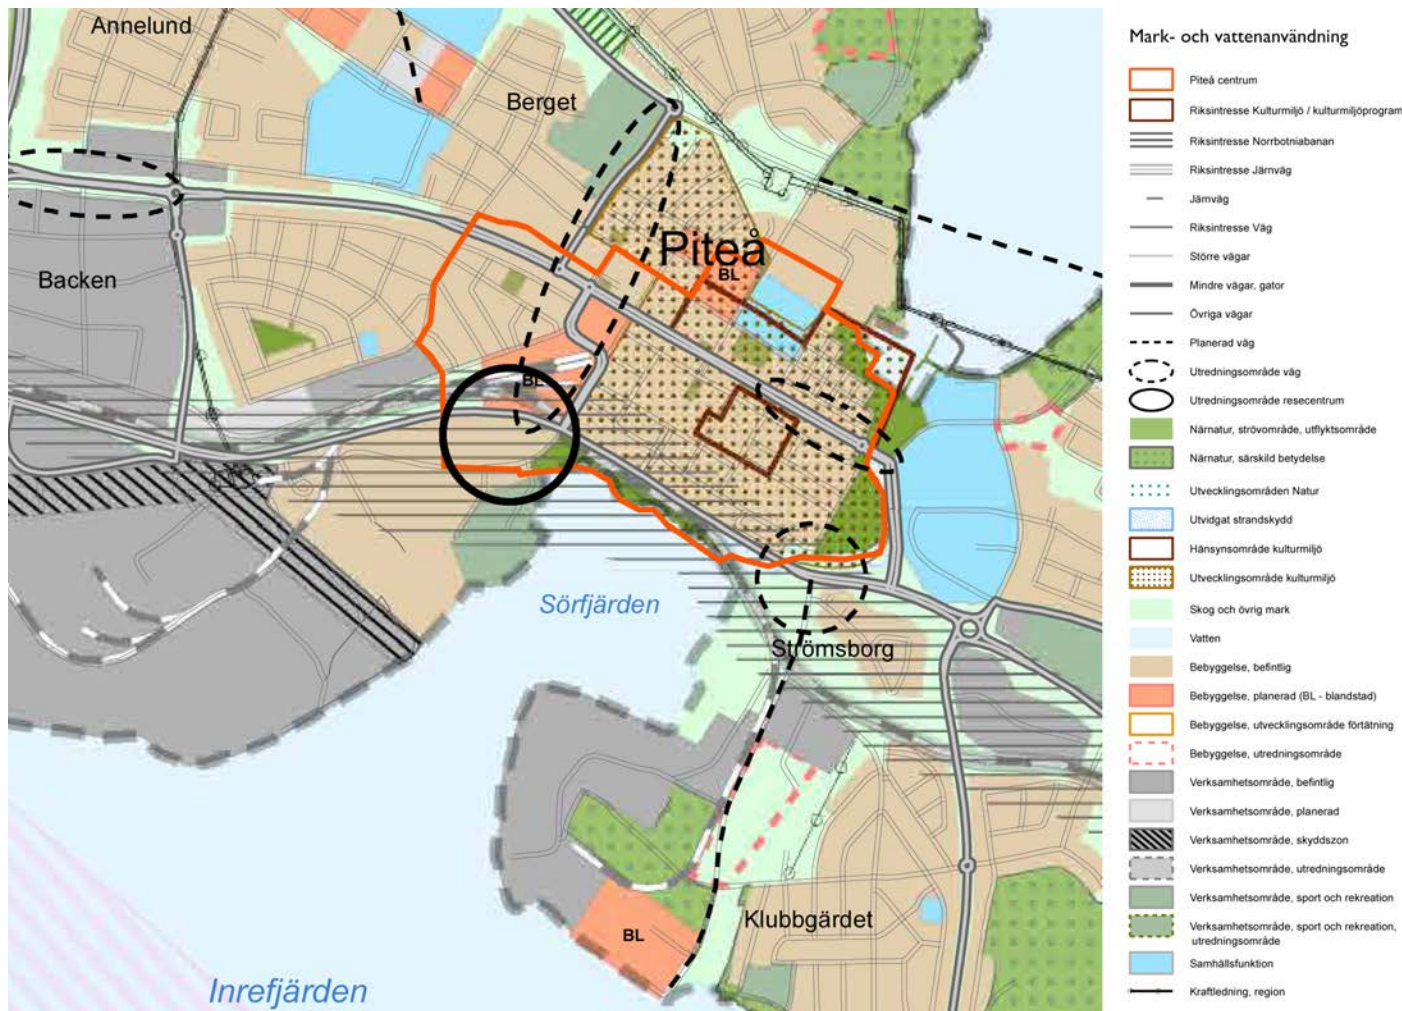 Annelund
Berget
Piteå
BL
Backen
BL
Sörfjärden
Strömsborg
Klubbgärdet
BL
Inrefjärden
Mark- och vattenanvändning
Piteå centrum
Riksintresse Kulturmiljö / kulturmiljöprogram
Riksintresse Norrbotniabanan
Riksintresse Järnväg
Järnväg
Riksintresse Väg
Större vägar
Mindre vägar, gator
Övriga vägar
Planerad väg
Utredningsområde väg
Utredningsområde resecentrum
Närnatur, strövområde, utflyktsområde
Närnatur, särskild betydelse
Utvecklingsområden Natur
Utvidgat strandskydd
Hänsynsområde kulturmiljö
Utvecklingsområde kulturmiljö
Skog och övrig mark
Vatten
Bebyggelse, befintlig
Bebyggelse, planerad (BL - blandstad)
Bebyggelse, utvecklingsområde förtätning
Bebyggelse, utredningsområde
Verksamhetsområde, befintlig
Verksamhetsområde, planerad
Verksamhetsområde, skyddszon
Verksamhetsområde, utredningsområde
Verksamhetsområde, sport och rekreation
Verksamhetsområde, sport och rekreation,
utredningsområde
Samhällsfunktion
Kraftledning, region